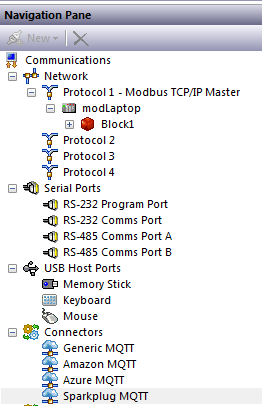 Navigation Pane
New
Communications
Network
Protocol 1 - Modbus TCP/IP Master
modLaptop
Block1
Protocol 2
Protocol 3
Protocol 4
Serial Ports
RS-232 Program Port
RS-232 Comms Port
RS-485 Comms Port A
RS-485 Comms Port B
USB Host Ports
Memory Stick
Keyboard
Mouse
Connectors
Generic MQTT
Amazon MQTT
Azure MQTT
Sparkplug MQTT